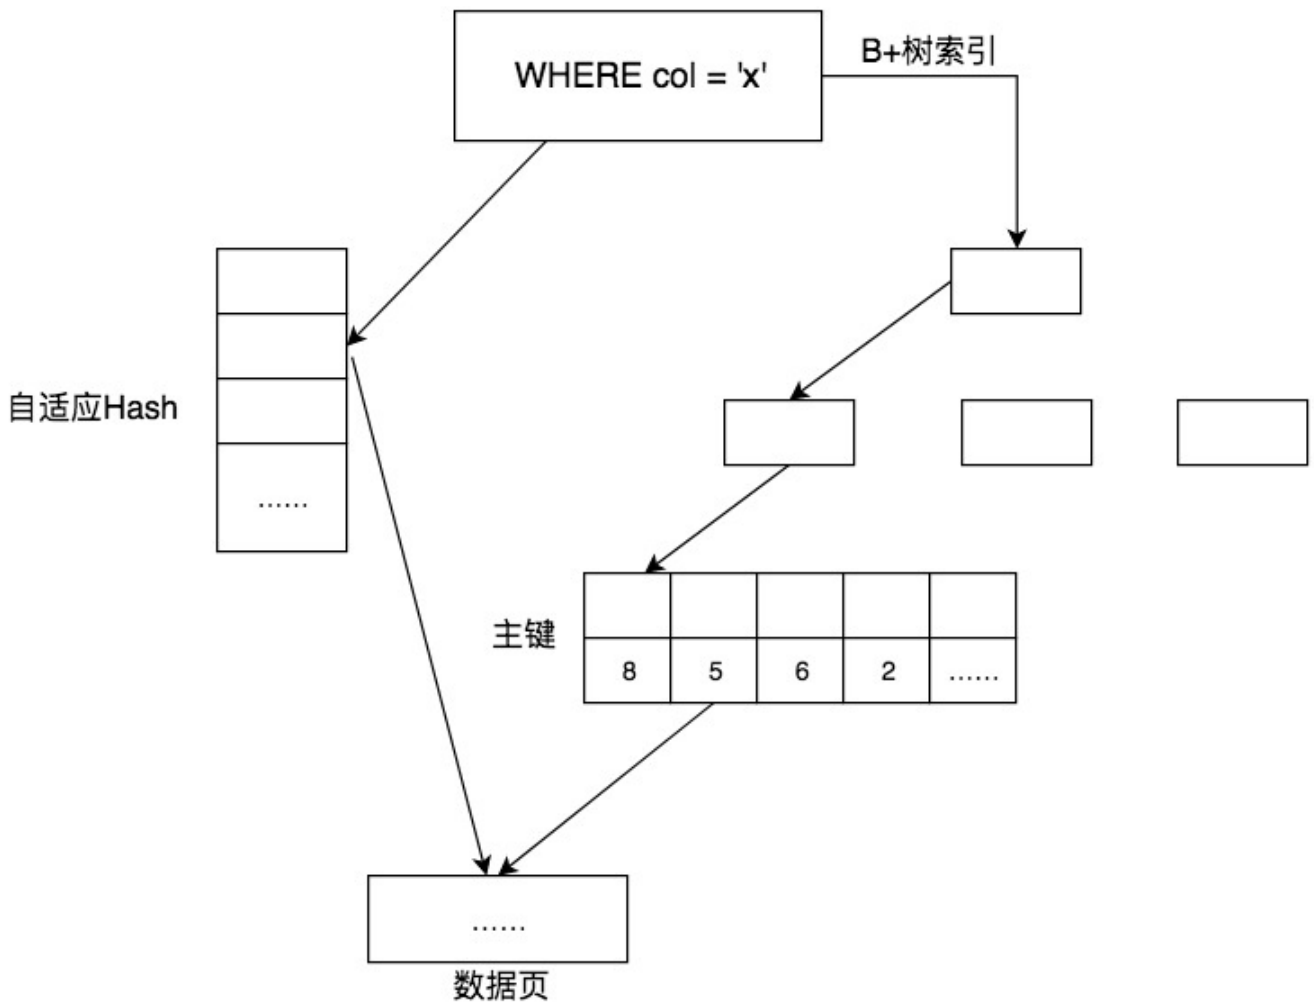 WHERE col = 'x'
B+树索引
自适应Hash
……
主键
8 5 6 2 ……
……
数据页